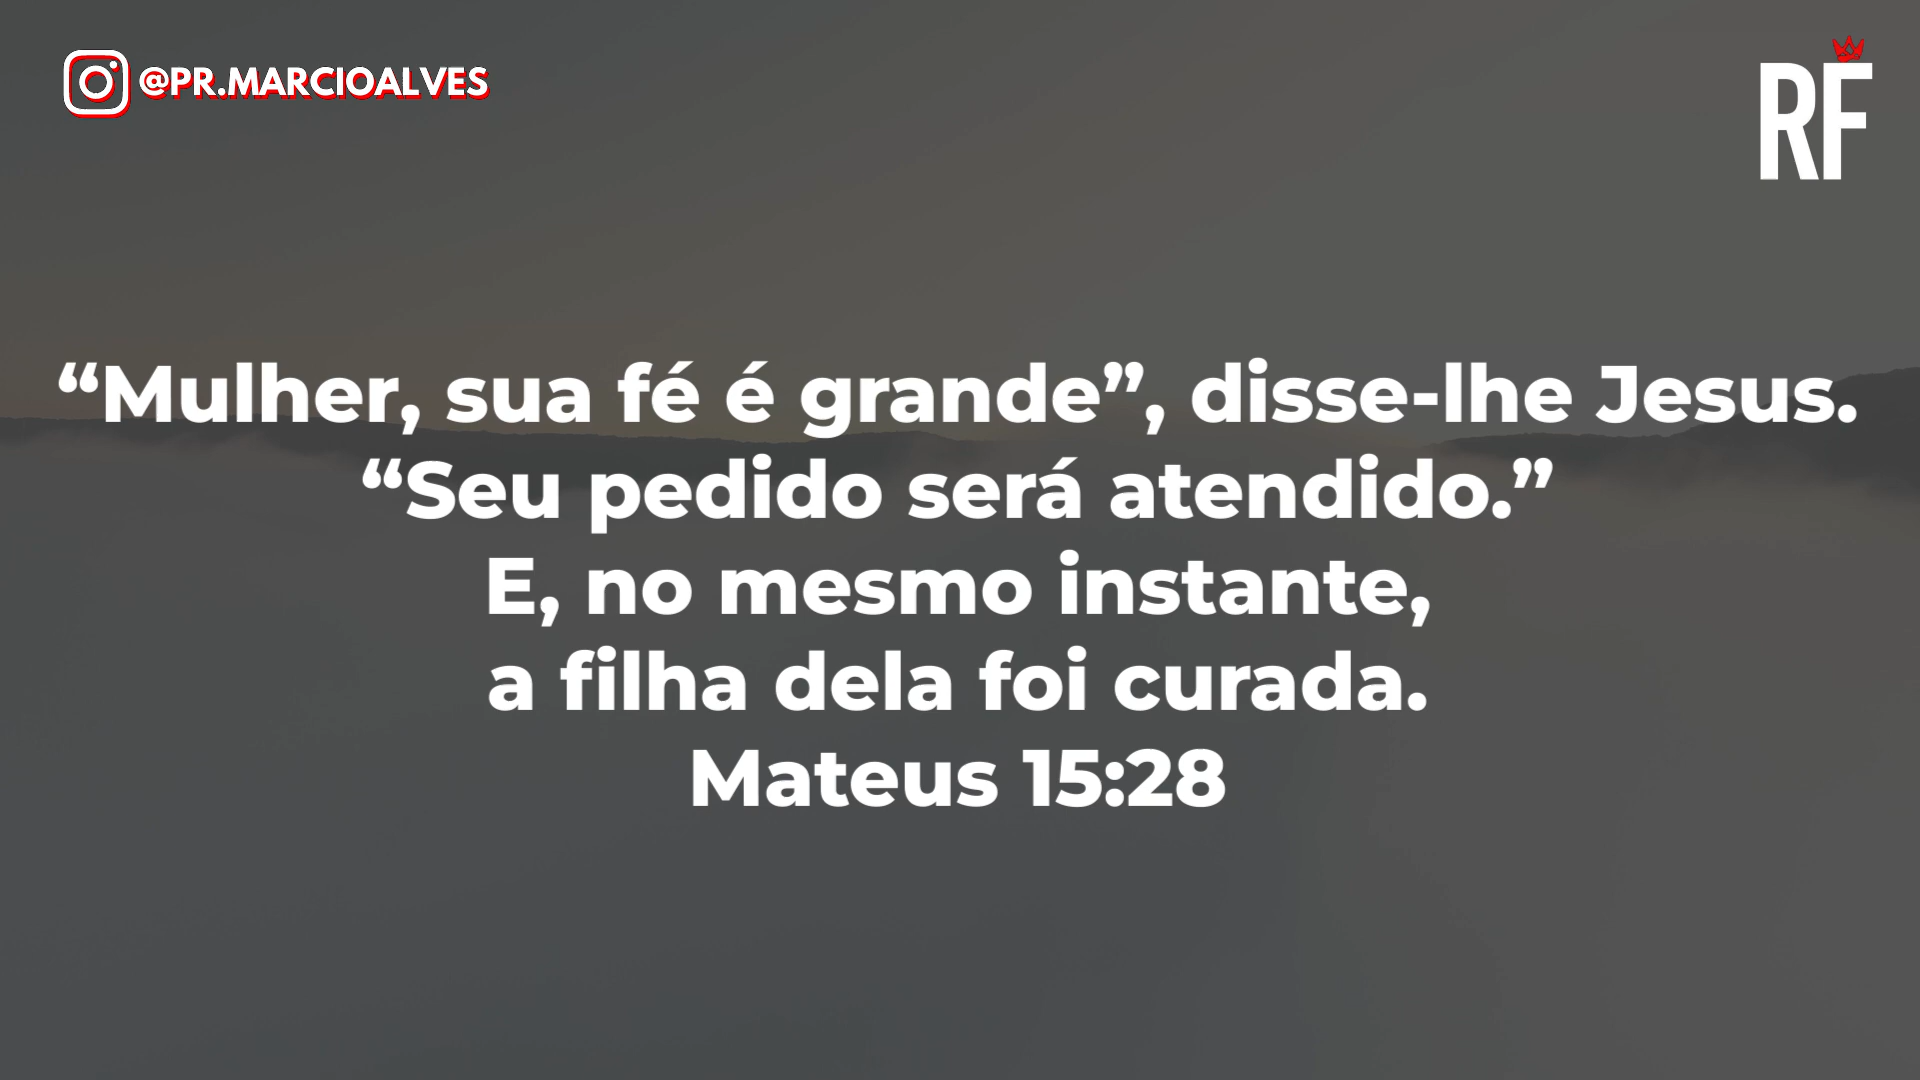 @PR.MARCIOALVES
RF
“Mulher, sua fé é grande”, disse-lhe Jesus.
“Seu pedido será atendido.”
E, no mesmo instante,
a filha dela foi curada.
Mateus 15:28